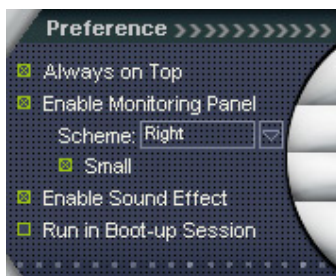 Preference >>>>>>>>>>>
Always on Top
Enable Monitoring Panel
Scheme: Right
Small
Enable Sound Effect
Run in Boot-up Session